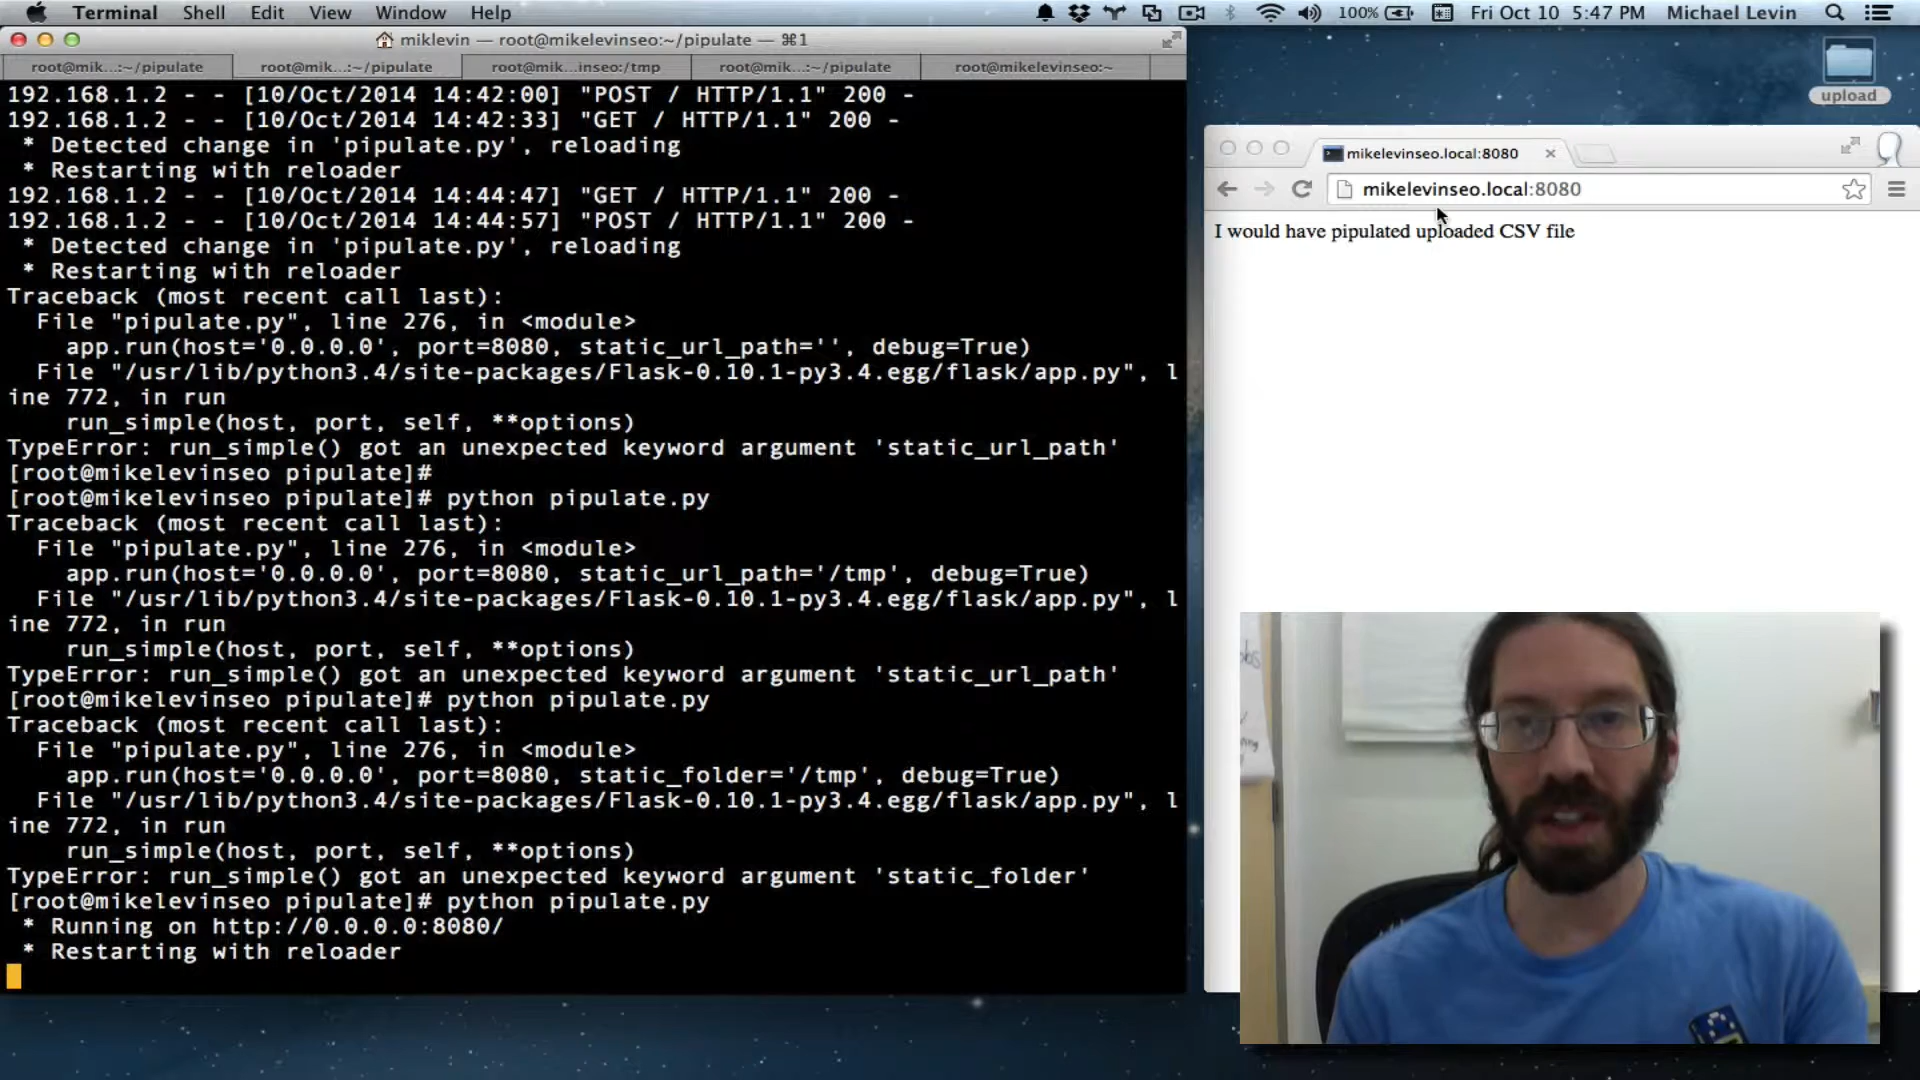 Terminal Shell Edit View Window Help 100% Fri Oct 10 5:47 PM Michael Levin
miklevin — root@mikelevinseo:~/pipulate — ⌘1
root@mik...:~/pipulate root@mik...:~/pipulate root@mik...inseo:/tmp root@mik...:~/pipulate root@mikelevinseo:~
192.168.1.2 - - [10/Oct/2014 14:42:00] "POST / HTTP/1.1" 200 -
192.168.1.2 - - [10/Oct/2014 14:42:33] "GET / HTTP/1.1" 200 -
* Detected change in 'pipulate.py', reloading
* Restarting with reloader
192.168.1.2 - - [10/Oct/2014 14:44:47] "GET / HTTP/1.1" 200 -
192.168.1.2 - - [10/Oct/2014 14:44:57] "POST / HTTP/1.1" 200 -
* Detected change in 'pipulate.py', reloading
* Restarting with reloader
Traceback (most recent call last):
File "pipulate.py", line 276, in <module>
app.run(host='0.0.0.0', port=8080, static_url_path='', debug=True)
File "/usr/lib/python3.4/site-packages/Flask-0.10.1-py3.4.egg/flask/app.py", l
ine 772, in run
run_simple(host, port, self, **options)
TypeError: run_simple() got an unexpected keyword argument 'static_url_path'
[root@mikelevinseo pipulate]#
[root@mikelevinseo pipulate]# python pipulate.py
Traceback (most recent call last):
File "pipulate.py", line 276, in <module>
app.run(host='0.0.0.0', port=8080, static_url_path='/tmp', debug=True)
File "/usr/lib/python3.4/site-packages/Flask-0.10.1-py3.4.egg/flask/app.py", l
ine 772, in run
run_simple(host, port, self, **options)
TypeError: run_simple() got an unexpected keyword argument 'static_url_path'
[root@mikelevinseo pipulate]# python pipulate.py
Traceback (most recent call last):
File "pipulate.py", line 276, in <module>
app.run(host='0.0.0.0', port=8080, static_folder='/tmp', debug=True)
File "/usr/lib/python3.4/site-packages/Flask-0.10.1-py3.4.egg/flask/app.py", l
ine 772, in run
run_simple(host, port, self, **options)
TypeError: run_simple() got an unexpected keyword argument 'static_folder'
[root@mikelevinseo pipulate]# python pipulate.py
* Running on http://0.0.0.0:8080/
* Restarting with reloader
upload
mikelevinseo.local:8080
mikelevinseo.local:8080
I would have pipulated uploaded CSV file